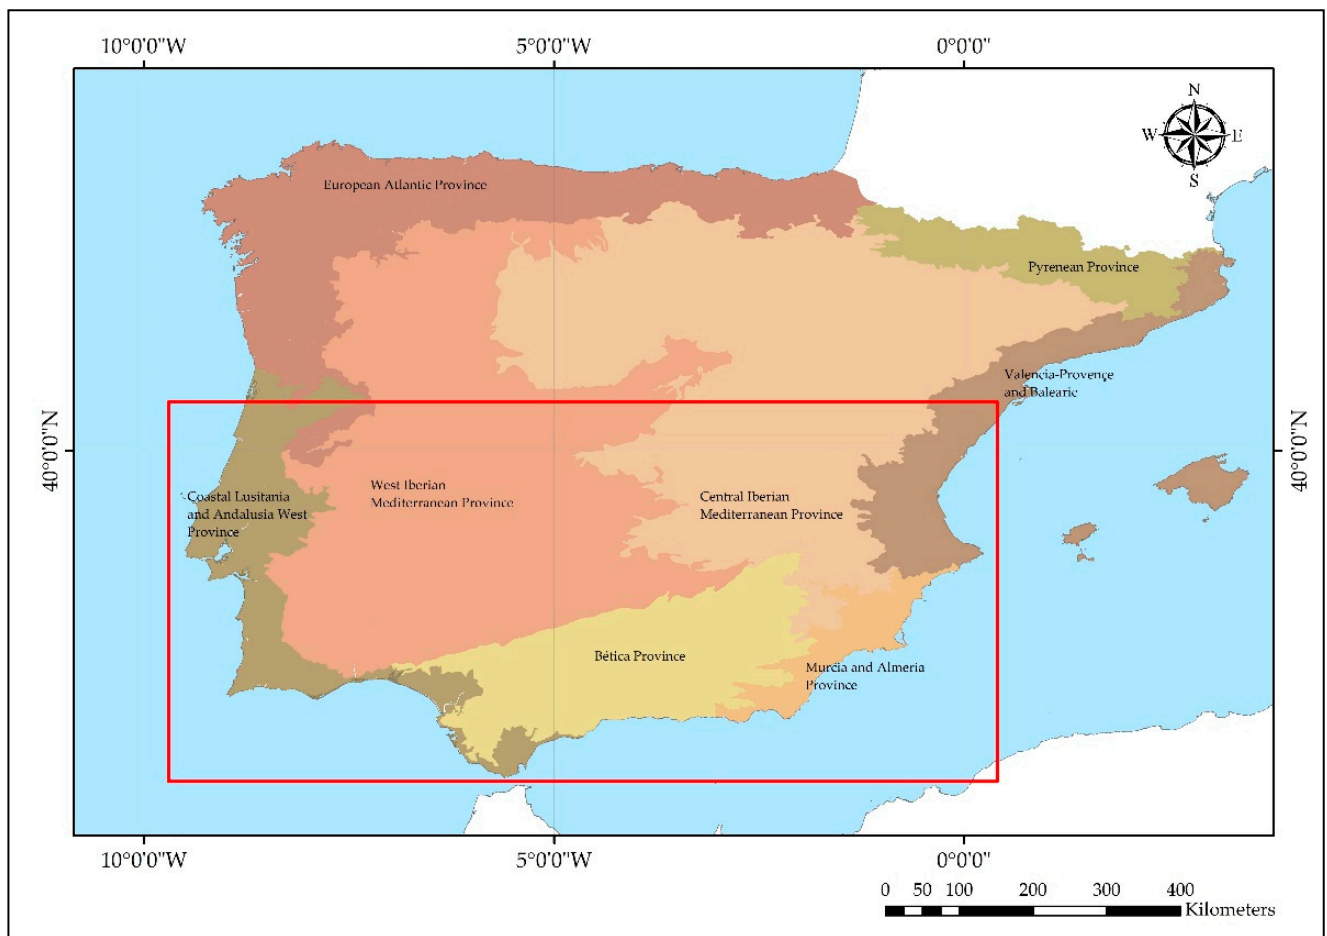 10°0'0"W
5°0'0"W
0°0'0"
N
W
E
S
European Atlantic Province
Pyrenean Province
Valencia-Provençe
and Balearic
40°0'0"N
40°0'0"N
West Iberian
Mediterranean Province
Central Iberian
Mediterranean Province
Coastal Lusitania
and Andalusia West
Province
Bética Province
Murcia and Almeria
Province
10°0'0"W
5°0'0"W
0°0'0"
0 50 100 200 300 400
Kilometers